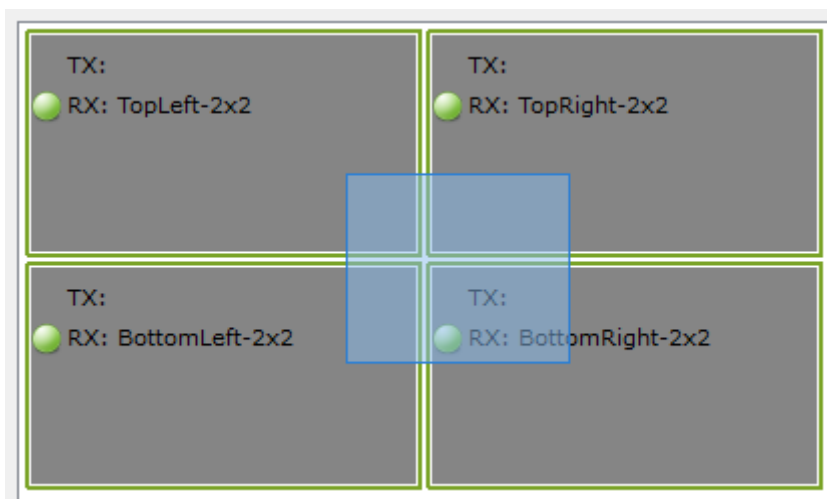 TX:
RX: TopLeft-2x2
TX:
RX: TopRight-2x2
TX:
RX: BottomLeft-2x2
TX:
RX: BottomRight-2x2